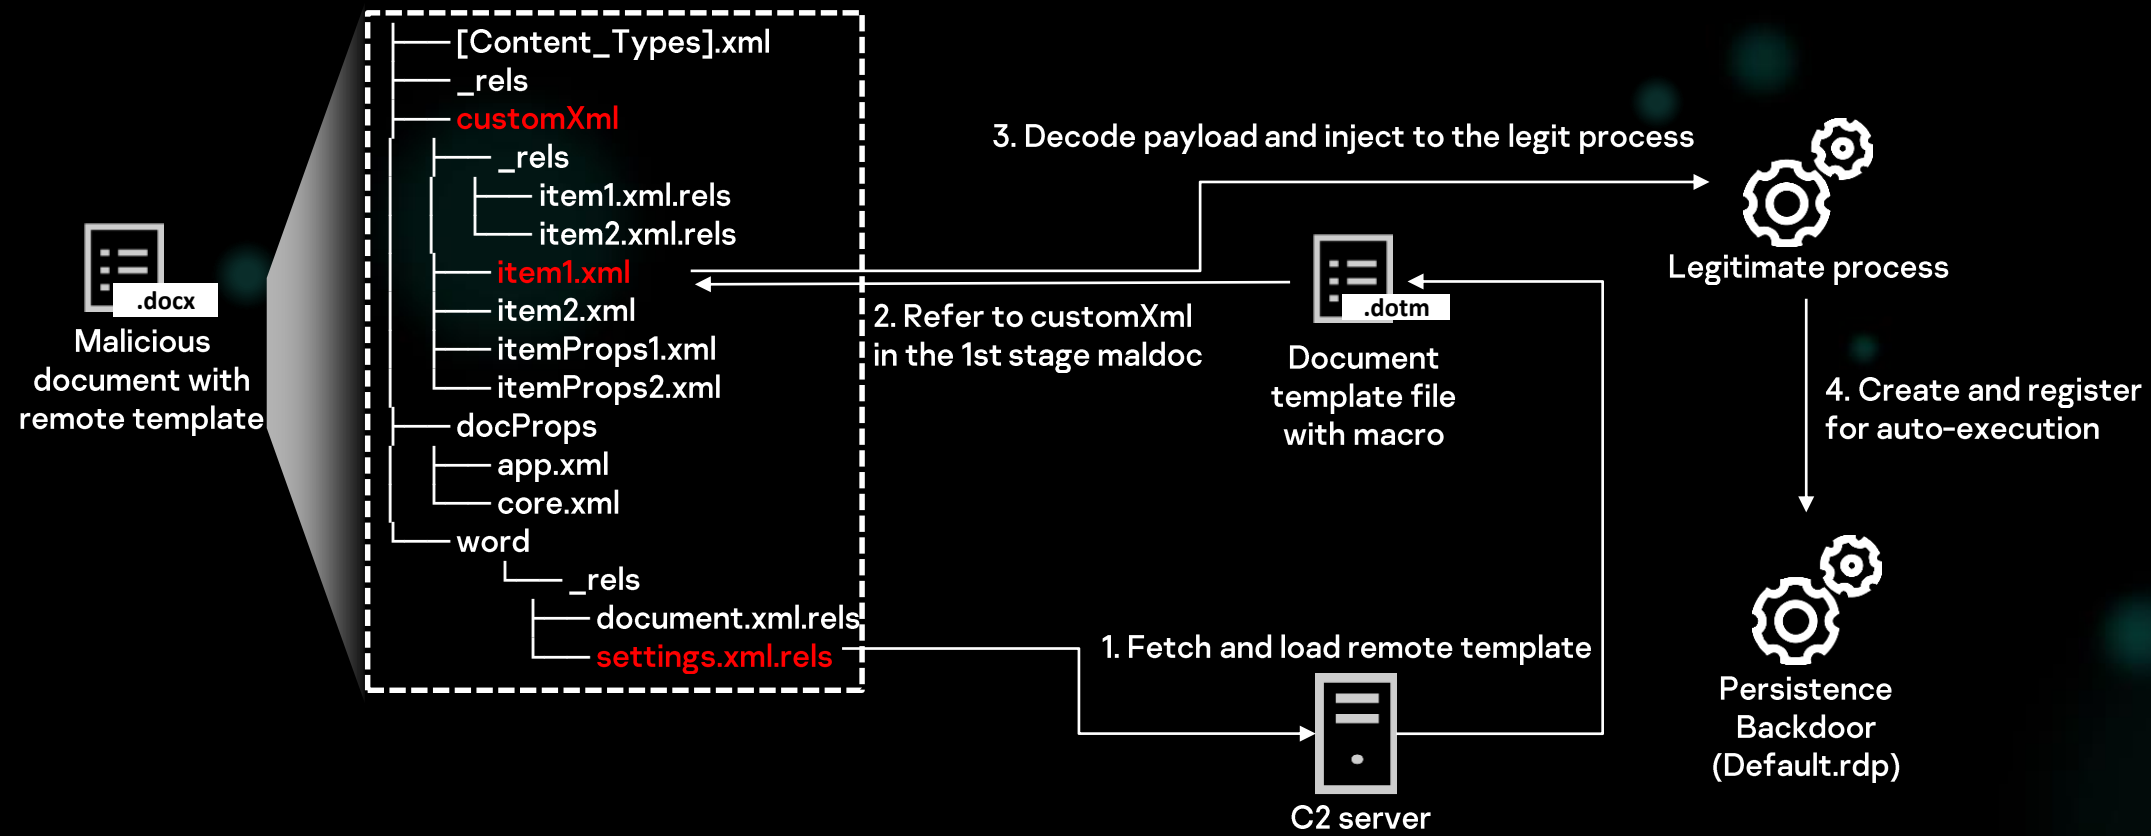 [Content_Types].xml
_rels
customXml
_rels
item1.xml.rels
item2.xml.rels
item1.xml
item2.xml
itemProps1.xml
itemProps2.xml
docProps
app.xml
core.xml
word
_rels
document.xml.rels
settings.xml.rels
.docx
Malicious
document with
remote template
1. Fetch and load remote template
C2 server
.dotm
Document
template file
with macro
2. Refer to customXml
in the 1st stage maldoc
3. Decode payload and inject to the legit process
Legitimate process
4. Create and register
for auto-execution
Persistence
Backdoor
(Default.rdp)